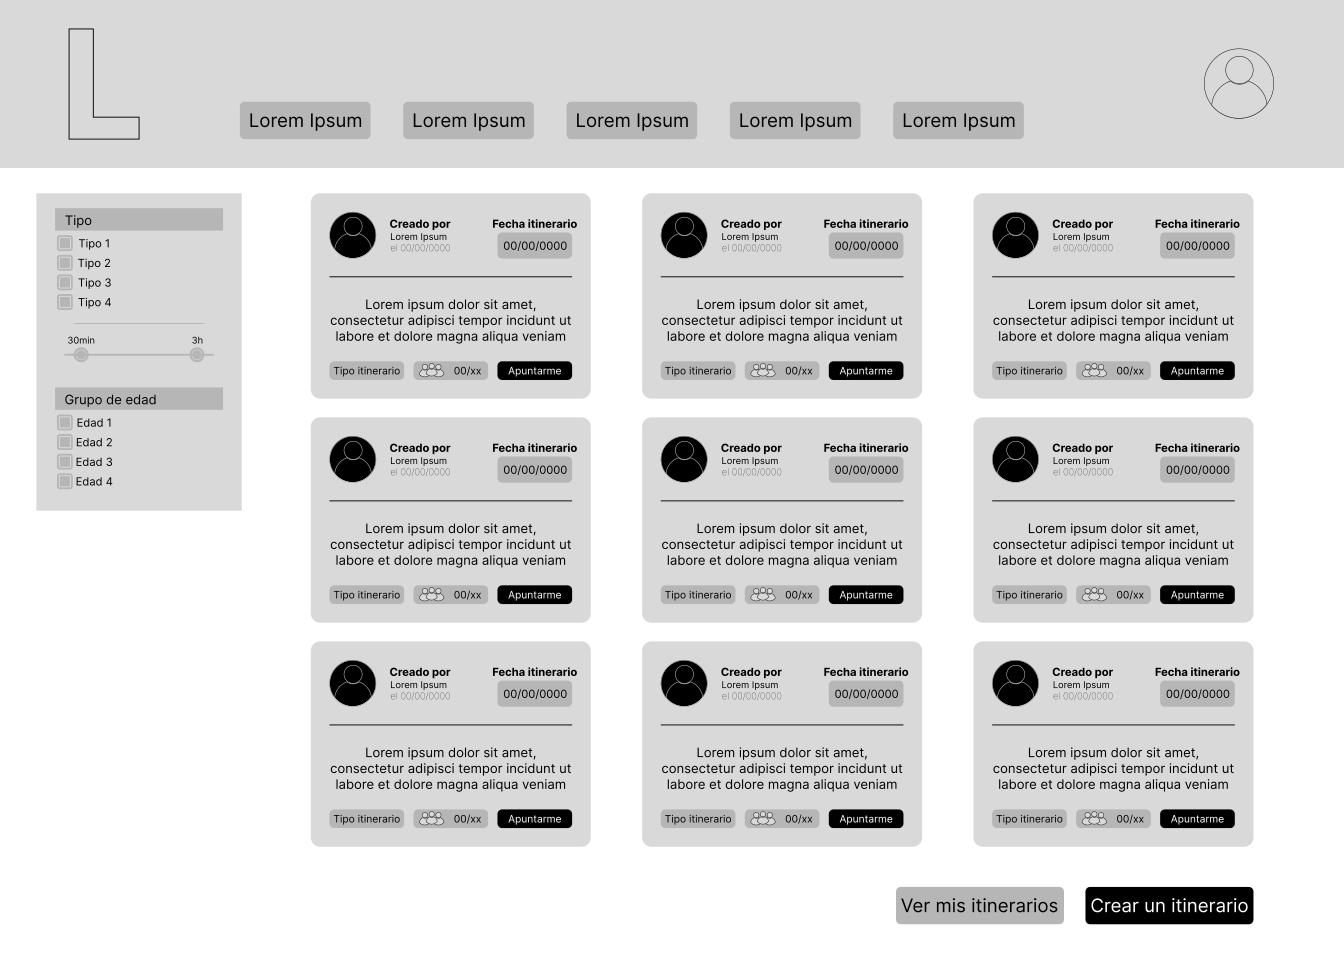 L
Lorem Ipsum
Lorem Ipsum
Lorem Ipsum
Lorem Ipsum
Lorem Ipsum
Tipo
Tipo 1
Tipo 2
Tipo 3
Tipo 4
30min 3h
Grupo de edad
Edad 1
Edad 2
Edad 3
Edad 4
Creado por
Lorem Ipsum
el 00/00/0000
Fecha itinerario
00/00/0000
Lorem ipsum dolor sit amet,
consectetur adipisci tempor incidunt ut
labore et dolore magna aliqua veniam
Tipo itinerario
00/xx
Apuntarme
Creado por
Lorem Ipsum
el 00/00/0000
Fecha itinerario
00/00/0000
Lorem ipsum dolor sit amet,
consectetur adipisci tempor incidunt ut
labore et dolore magna aliqua veniam
Tipo itinerario
00/xx
Apuntarme
Creado por
Lorem Ipsum
el 00/00/0000
Fecha itinerario
00/00/0000
Lorem ipsum dolor sit amet,
consectetur adipisci tempor incidunt ut
labore et dolore magna aliqua veniam
Tipo itinerario
00/xx
Apuntarme
Creado por
Lorem Ipsum
el 00/00/0000
Fecha itinerario
00/00/0000
Lorem ipsum dolor sit amet,
consectetur adipisci tempor incidunt ut
labore et dolore magna aliqua veniam
Tipo itinerario
00/xx
Apuntarme
Creado por
Lorem Ipsum
el 00/00/0000
Fecha itinerario
00/00/0000
Lorem ipsum dolor sit amet,
consectetur adipisci tempor incidunt ut
labore et dolore magna aliqua veniam
Tipo itinerario
00/xx
Apuntarme
Creado por
Lorem Ipsum
el 00/00/0000
Fecha itinerario
00/00/0000
Lorem ipsum dolor sit amet,
consectetur adipisci tempor incidunt ut
labore et dolore magna aliqua veniam
Tipo itinerario
00/xx
Apuntarme
Creado por
Lorem Ipsum
el 00/00/0000
Fecha itinerario
00/00/0000
Lorem ipsum dolor sit amet,
consectetur adipisci tempor incidunt ut
labore et dolore magna aliqua veniam
Tipo itinerario
00/xx
Apuntarme
Creado por
Lorem Ipsum
el 00/00/0000
Fecha itinerario
00/00/0000
Lorem ipsum dolor sit amet,
consectetur adipisci tempor incidunt ut
labore et dolore magna aliqua veniam
Tipo itinerario
00/xx
Apuntarme
Creado por
Lorem Ipsum
el 00/00/0000
Fecha itinerario
00/00/0000
Lorem ipsum dolor sit amet,
consectetur adipisci tempor incidunt ut
labore et dolore magna aliqua veniam
Tipo itinerario
00/xx
Apuntarme
Ver mis itinerarios
Crear un itinerario